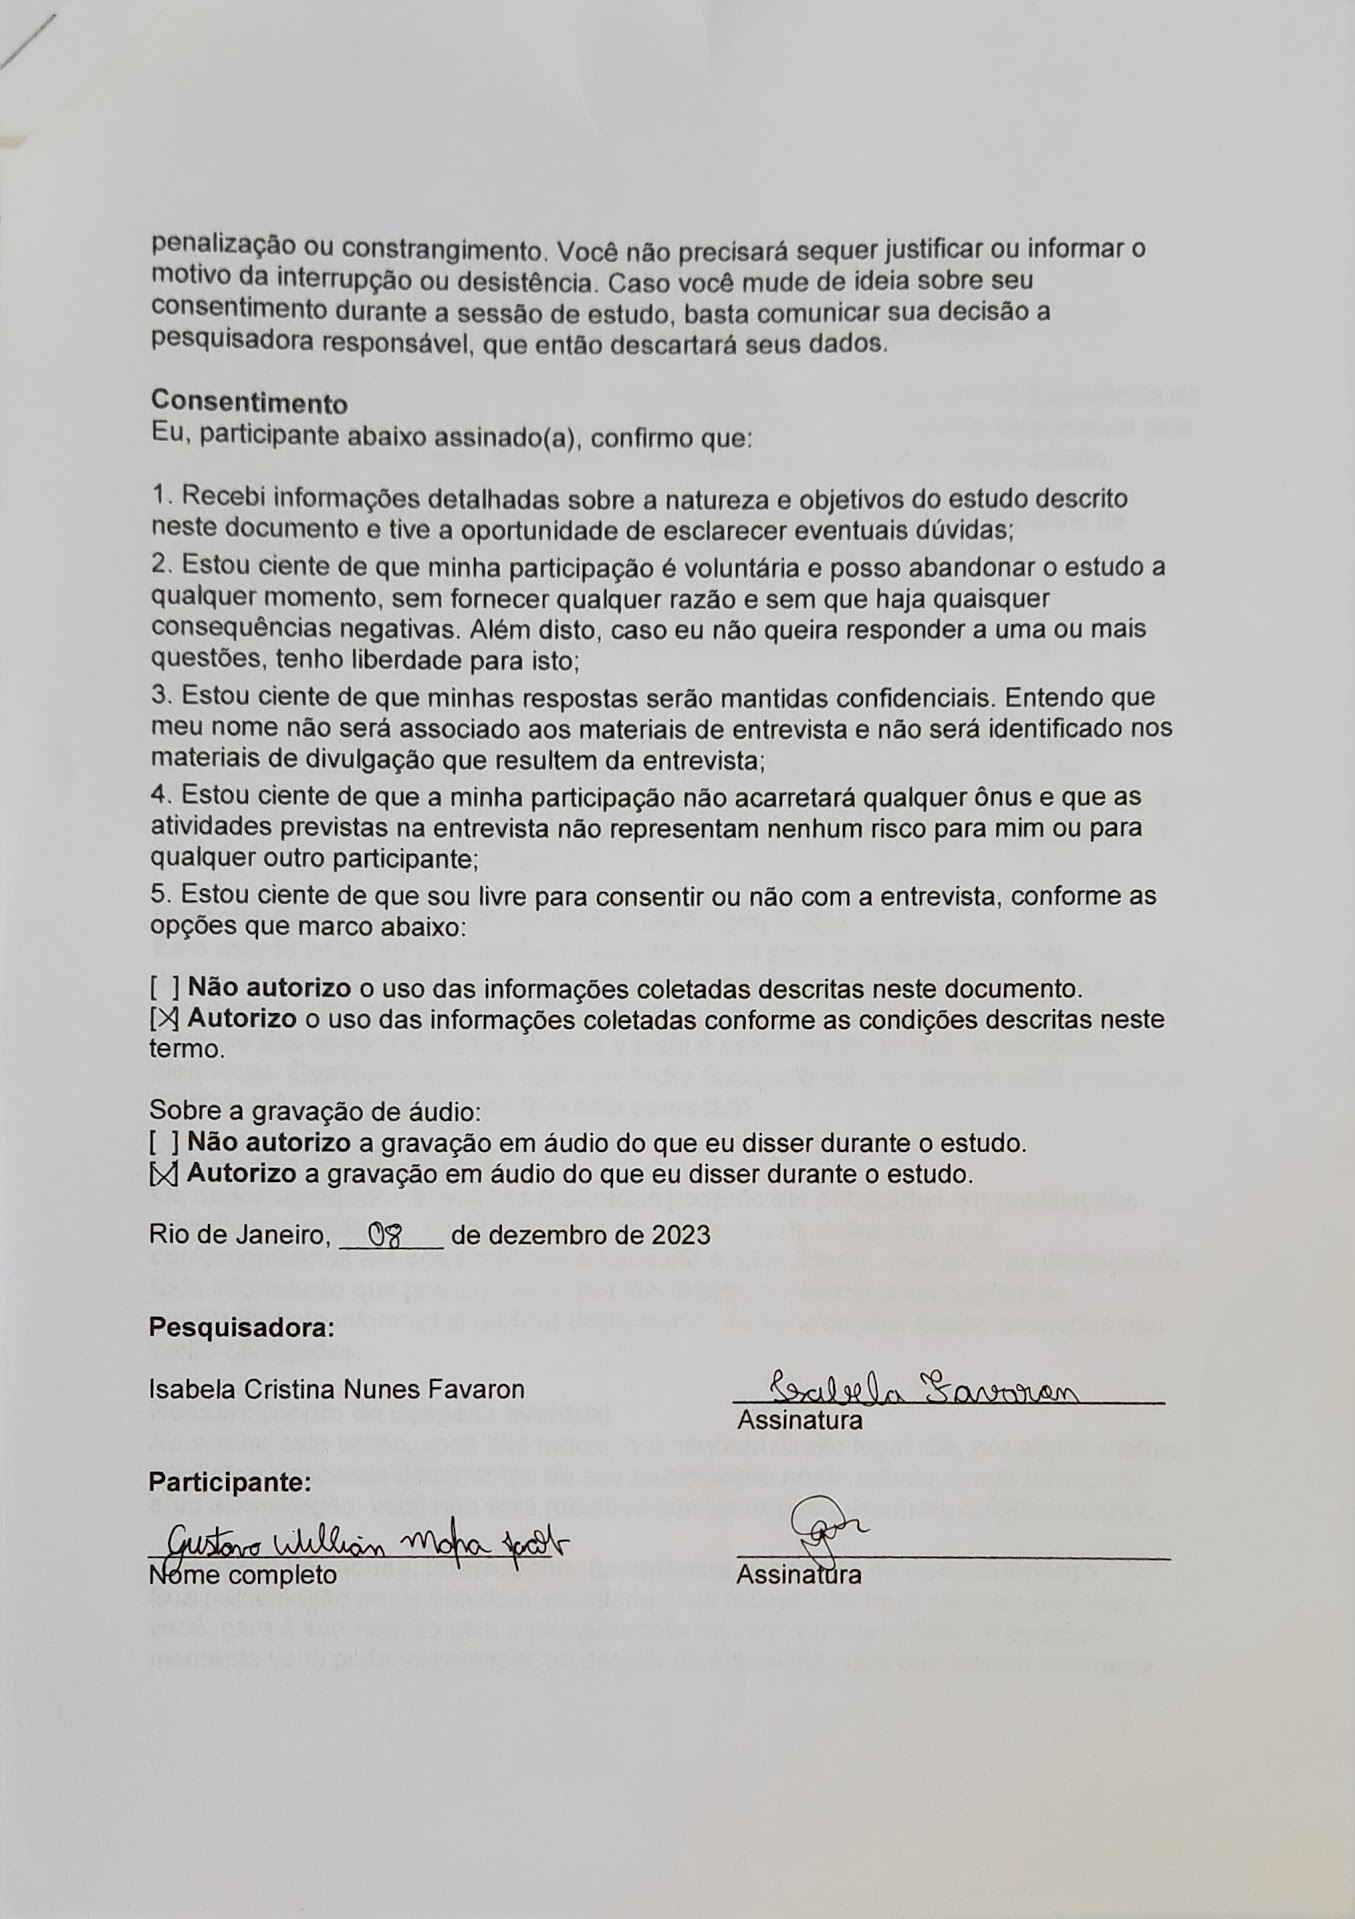 penalização ou constrangimento. Você não precisará sequer justificar ou informar o
motivo da interrupção ou desistência. Caso você mude de ideia sobre seu
consentimento durante a sessão de estudo, basta comunicar sua decisão a
pesquisadora responsável, que então descartará seus dados.
Consentimento
Eu, participante abaixo assinado(a), confirmo que:
1. Recebi informações detalhadas sobre a natureza e objetivos do estudo descrito
neste documento e tive a oportunidade de esclarecer eventuais dúvidas;
2. Estou ciente de que minha participação é voluntária e posso abandonar o estudo a
qualquer momento, sem fornecer qualquer razão e sem que haja quaisquer
consequências negativas. Além disto, caso eu não queira responder a uma ou mais
questões, tenho liberdade para isto;
3. Estou ciente de que minhas respostas serão mantidas confidenciais. Entendo que
meu nome não será associado aos materiais de entrevista e não será identificado nos
materiais de divulgação que resultem da entrevista;
4. Estou ciente de que a minha participação não acarretará qualquer ônus e que as
atividades previstas na entrevista não representam nenhum risco para mim ou para
qualquer outro participante;
5. Estou ciente de que sou livre para consentir ou não com a entrevista, conforme as
opções que marco abaixo:
[ ] Não autorizo o uso das informações coletadas descritas neste documento.
[X] Autorizo o uso das informações coletadas conforme as condições descritas neste
termo.
Sobre a gravação de áudio:
[ ] Não autorizo a gravação em áudio do que eu disser durante o estudo.
[X] Autorizo a gravação em áudio do que eu disser durante o estudo.
Rio de Janeiro, 08 de dezembro de 2023
Pesquisadora:
Isabela Cristina Nunes Favaron Isabela Favaron
Assinatura
Participante:
Gustavo Willian Jacob
Nome completo Assinatura